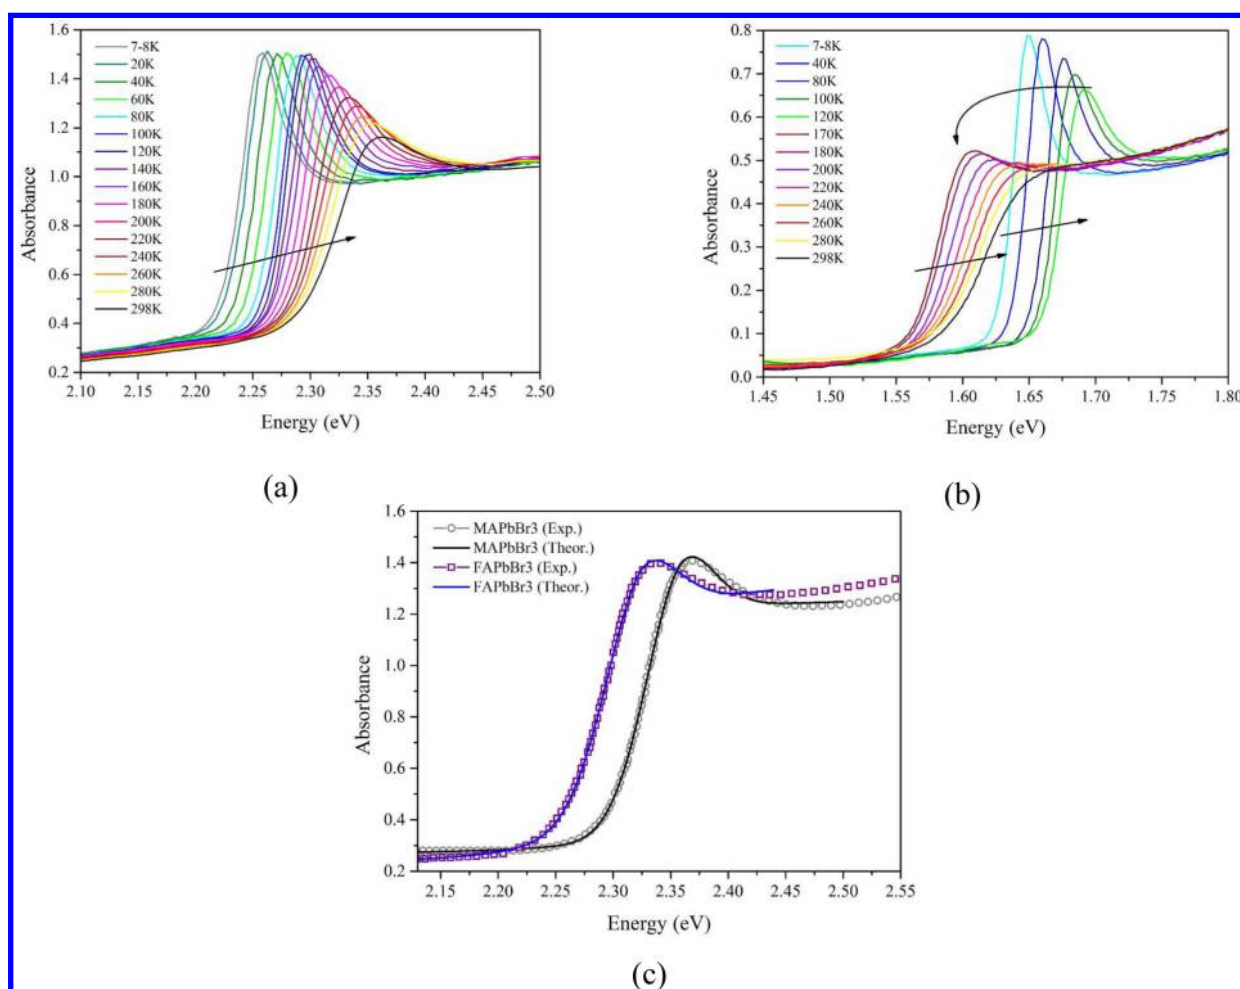 1.6
1.4
1.2
1.0
0.8
0.6
0.4
0.2
Absorbance
7-8K
20K
40K
60K
80K
100K
120K
140K
160K
180K
200K
220K
240K
260K
280K
298K
2.10 2.15 2.20 2.25 2.30 2.35 2.40 2.45 2.50
Energy (eV)
(a)
0.8
0.7
0.6
0.5
0.4
0.3
0.2
0.1
0.0
Absorbance
7-8K
40K
80K
100K
120K
170K
180K
200K
220K
240K
260K
280K
298K
1.45 1.50 1.55 1.60 1.65 1.70 1.75 1.80
Energy (eV)
(b)
1.6
1.4
1.2
1.0
0.8
0.6
0.4
0.2
Absorbance
MAPbBr3 (Exp.)
MAPbBr3 (Theor.)
FAPbBr3 (Exp.)
FAPbBr3 (Theor.)
2.15 2.20 2.25 2.30 2.35 2.40 2.45 2.50 2.55
Energy (eV)
(c)